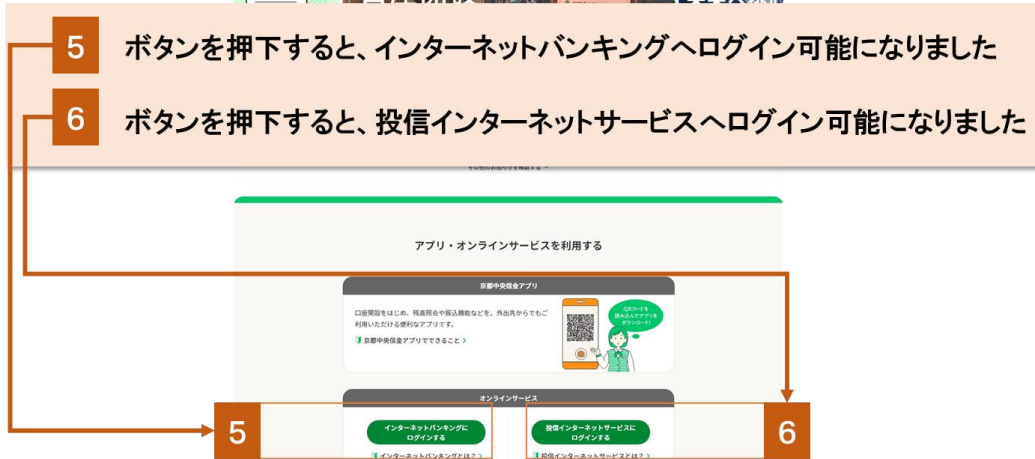 5 ボタンを押下すると、インターネットバンキングへログイン可能になりました
6 ボタンを押下すると、投信インターネットサービスへログイン可能になりました
その他のお知らせを確認する
アプリ・オンラインサービスを利用する
京都中央信金アプリ
口座開設をはじめ、残高照会や振込機能などを、外出先からでもご
利用いただける便利なアプリです。
京都中央信金アプリでできること >
QRコードを
読み込んでアプリを
ダウンロード!
オンラインサービス
5
インターネットバンキングに
ログインする
インターネットバンキングとは? >
投信インターネットサービスに
ログインする
投信インターネットサービスとは? >
6